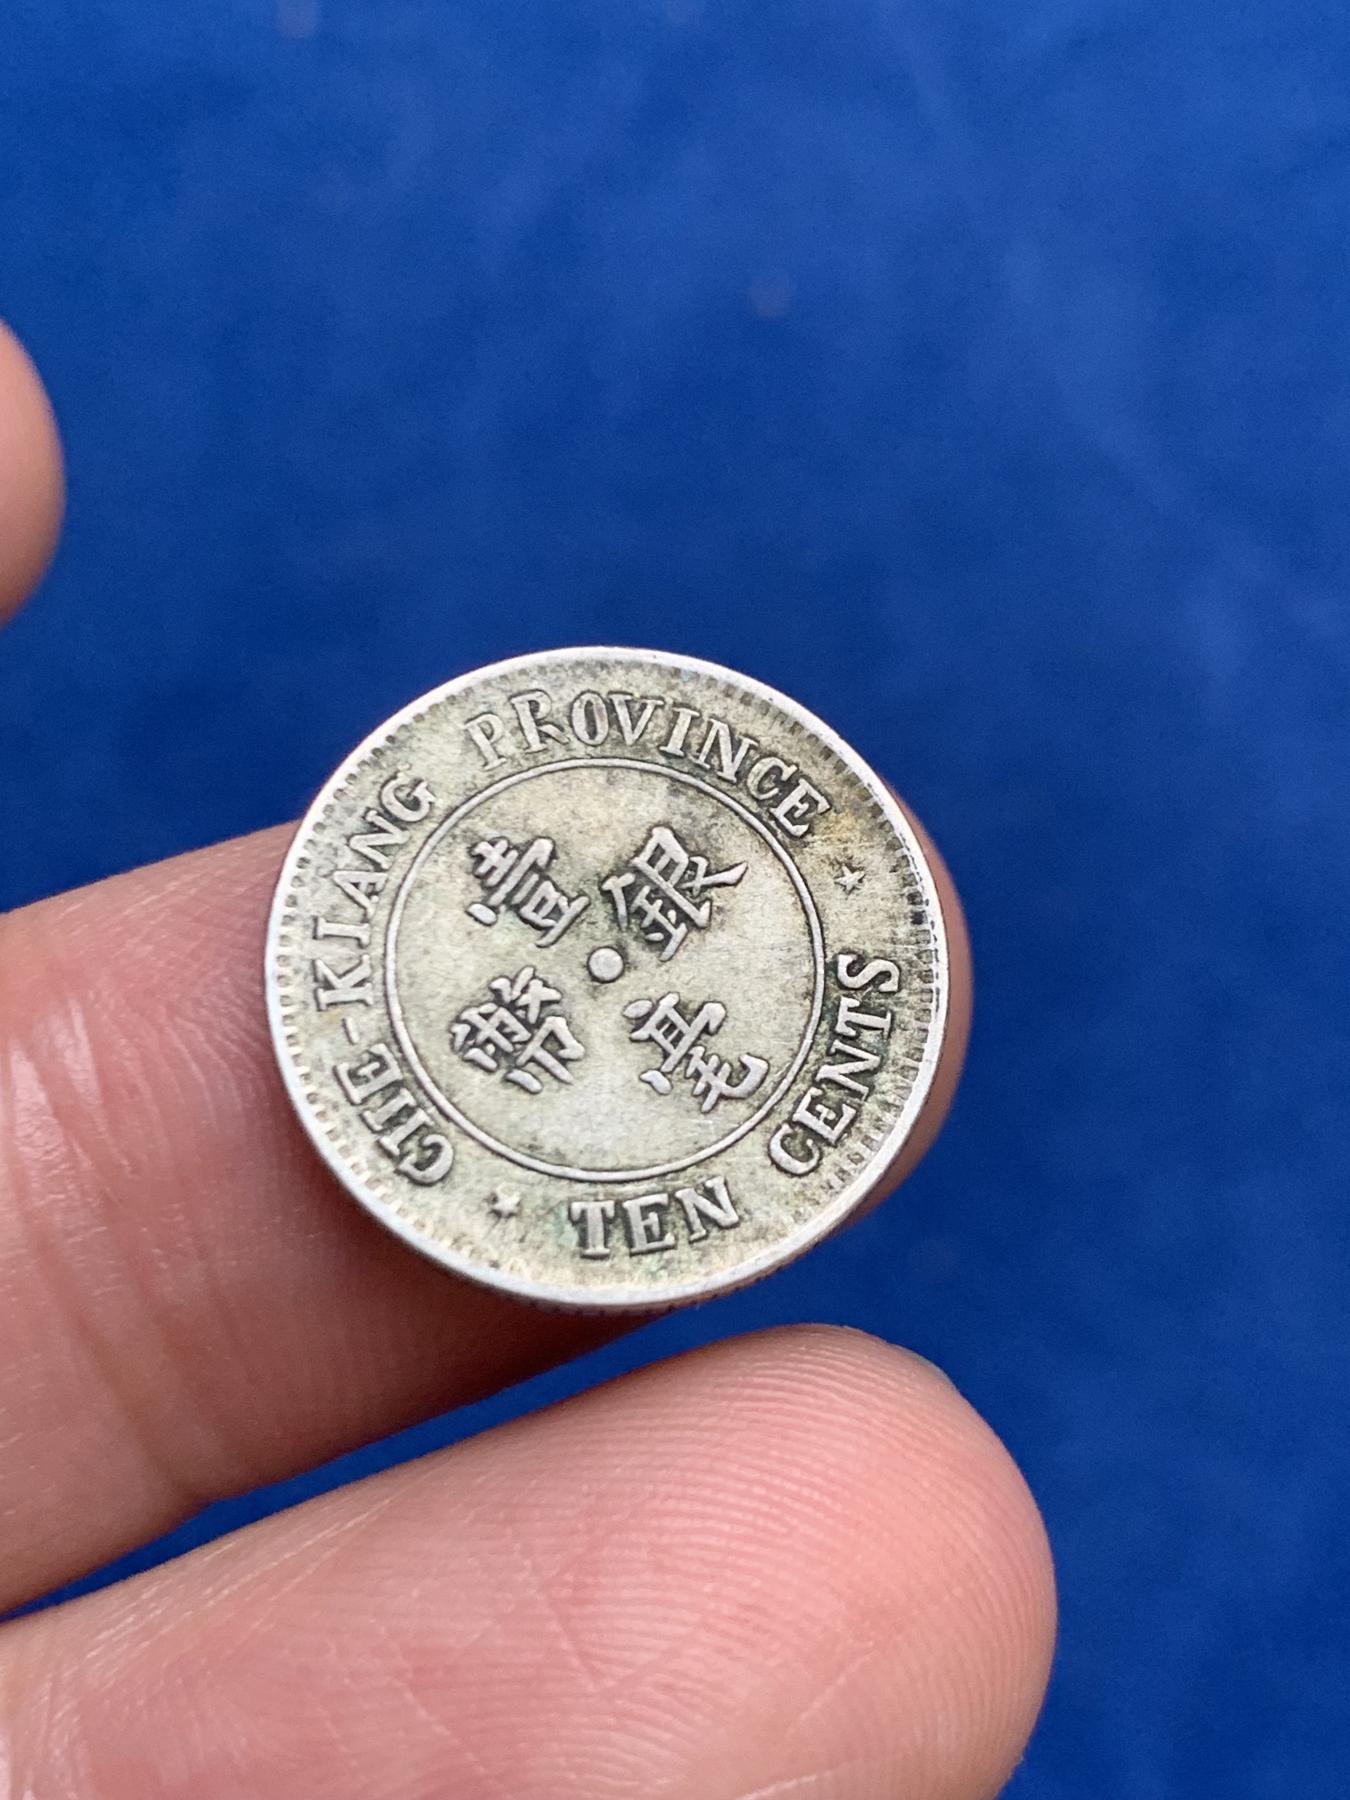 CHE-KIANG PROVINCE
壹毫銀幣
TEN CENTS